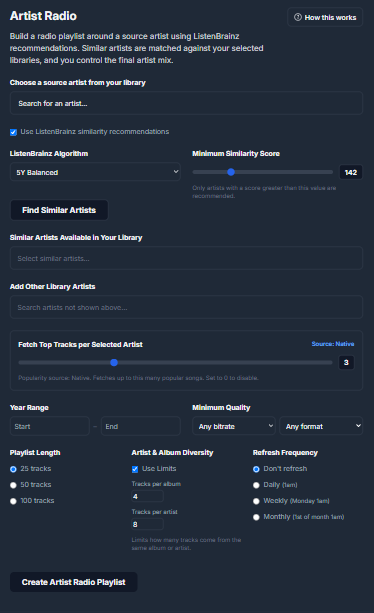 Artist Radio
How this works
Build a radio playlist around a source artist using ListenBrainz
recommendations. Similar artists are matched against your selected
libraries, and you control the final artist mix.
Choose a source artist from your library
Search for an artist...
Use ListenBrainz similarity recommendations
ListenBrainz Algorithm
Minimum Similarity Score
5Y Balanced
142
Only artists with a score greater than this value are
recommended.
Find Similar Artists
Similar Artists Available in Your Library
Select similar artists...
Add Other Library Artists
Search artists not shown above...
Fetch Top Tracks per Selected Artist
Source: Native
3
Popularity source: Native. Fetches up to this many popular songs. Set to 0 to disable.
Year Range
Minimum Quality
Start – End
Any bitrate
Any format
Playlist Length
Artist & Album Diversity
Refresh Frequency
25 tracks
Use Limits
Don't refresh
50 tracks
Tracks per album
Daily (1am)
4
100 tracks
Weekly (Monday 1am)
Tracks per artist
Monthly (1st of month 1am)
8
Limits how many tracks come from the
same album or artist.
Create Artist Radio Playlist